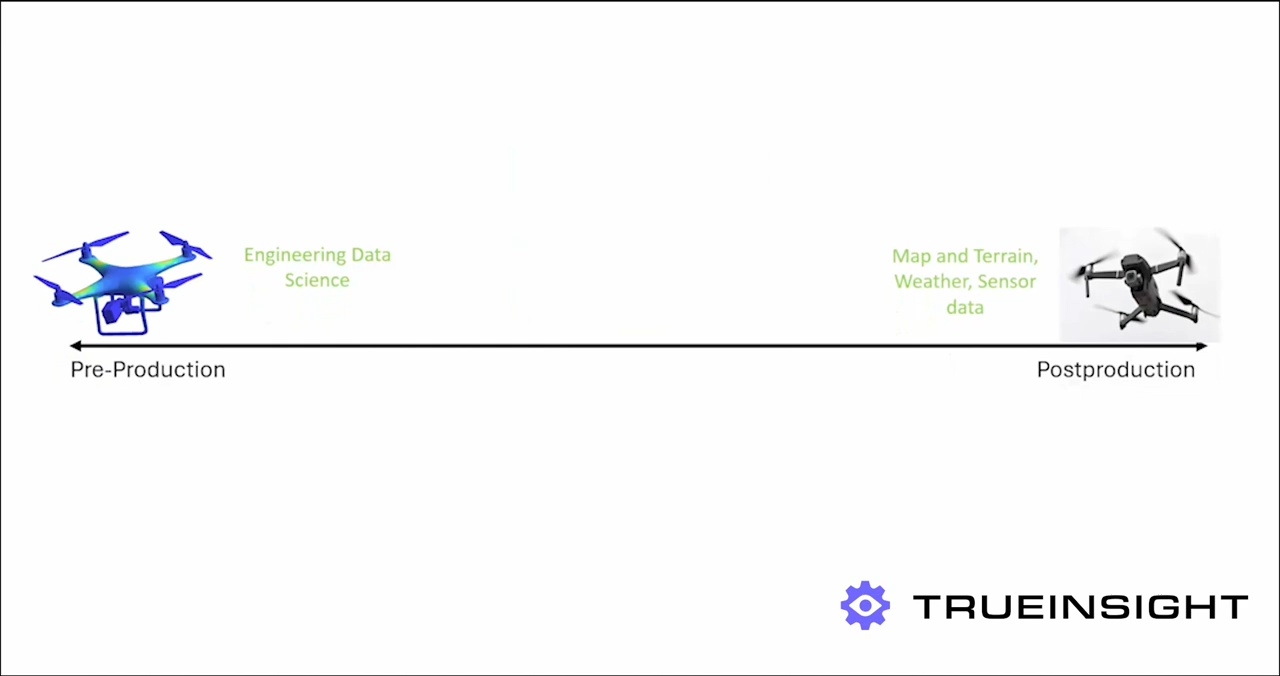 Engineering Data
Science
Map and Terrain,
Weather, Sensor
data
Pre-Production
Postproduction
TRUEINSIGHT